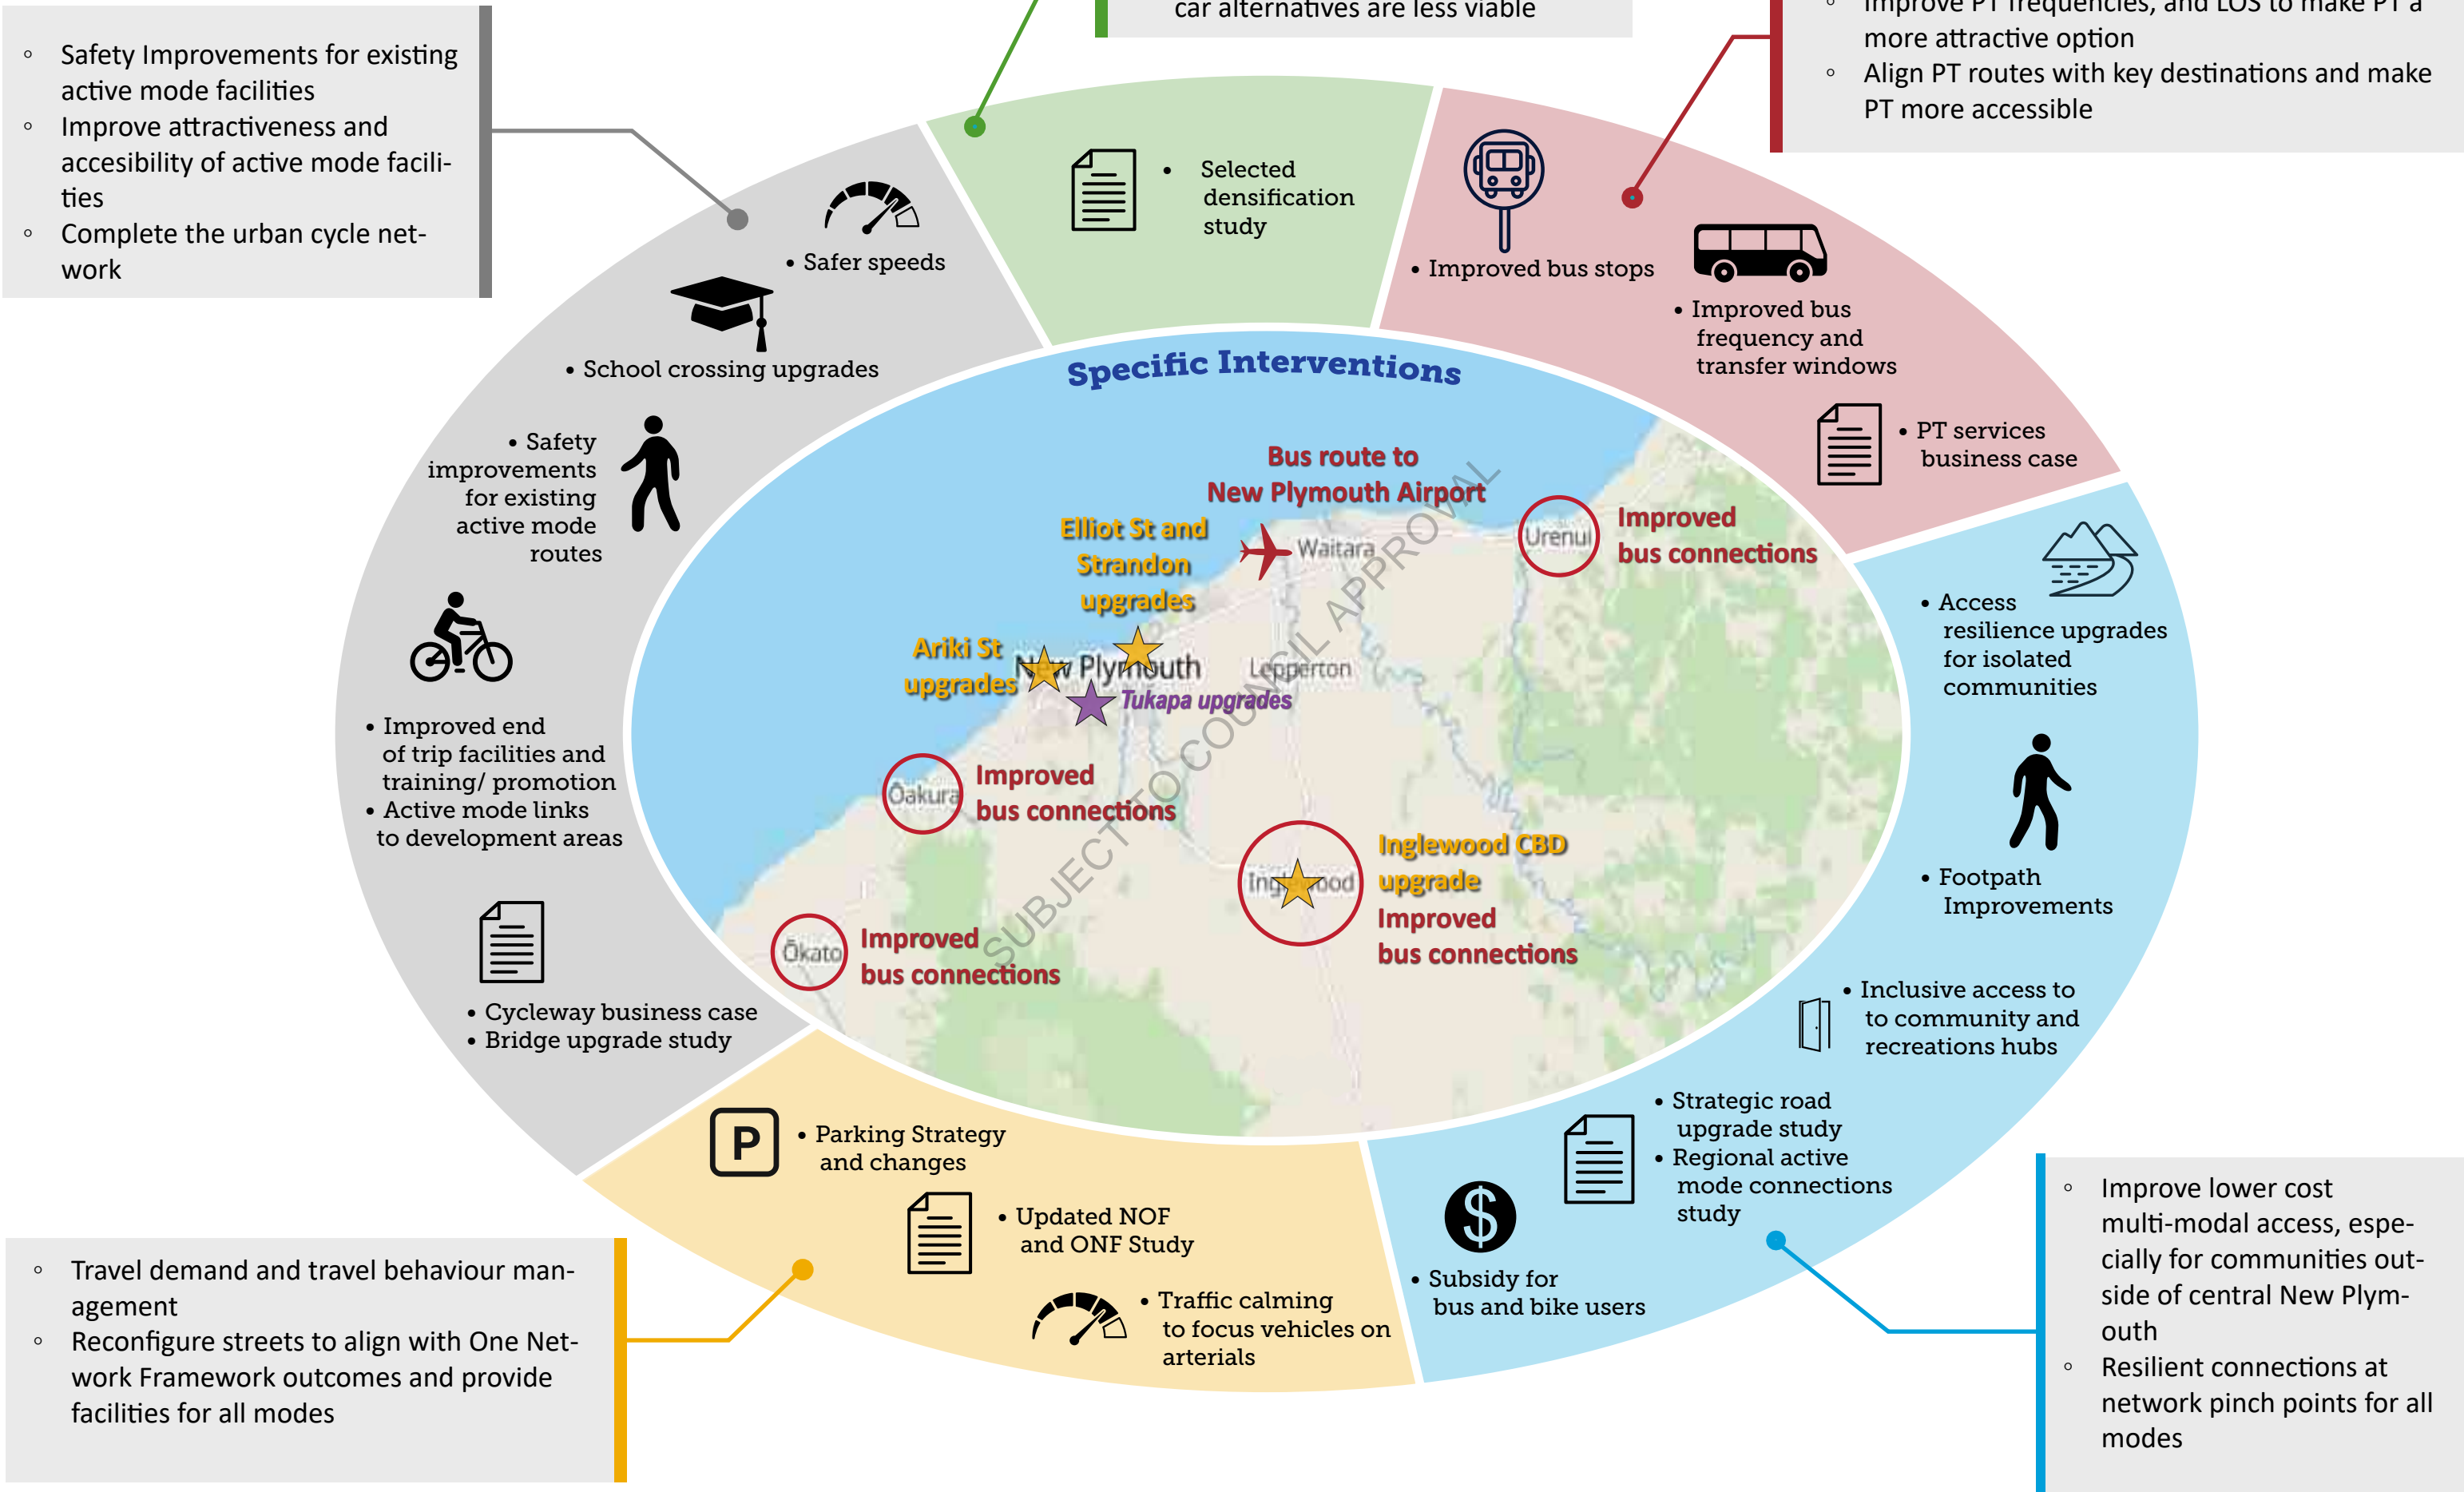 car alternatives are less viable
◦ Improve PT frequencies, and LOS to make PT a
more attractive option
◦ Align PT routes with key destinations and make
PT more accessible
◦ Safety Improvements for existing
active mode facilities
◦ Improve attractiveness and
accesibility of active mode facili-
ties
◦ Complete the urban cycle net-
work
• Selected
densification
study
• Improved bus stops
• Improved bus
frequency and
transfer windows
• PT services
business case
• Safer speeds
• School crossing upgrades
• Safety
improvements
for existing
active mode
routes
• Improved end
of trip facilities and
training/ promotion
• Active mode links
to development areas
• Cycleway business case
• Bridge upgrade study
Specific Interventions
Bus route to
New Plymouth Airport
Elliot St and
Strandon
upgrades
Waitara
Urenui
Improved
bus connections
Ariki St
upgrades
New Plymouth
Lepperton
Tukapa upgrades
Ōakura
Improved
bus connections
Inglewood
Inglewood CBD
upgrade
Improved
bus connections
Ōkato
Improved
bus connections
SUBJECT TO COUNCIL APPROVAL
• Access
resilience upgrades
for isolated
communities
• Footpath
Improvements
• Inclusive access to
to community and
recreations hubs
• Strategic road
upgrade study
• Regional active
mode connections
study
$
• Subsidy for
bus and bike users
P
• Parking Strategy
and changes
• Updated NOF
and ONF Study
• Traffic calming
to focus vehicles on
arterials
◦ Travel demand and travel behaviour man-
agement
◦ Reconfigure streets to align with One Net-
work Framework outcomes and provide
facilities for all modes
◦ Improve lower cost
multi-modal access, espe-
cially for communities out-
side of central New Plym-
outh
◦ Resilient connections at
network pinch points for all
modes